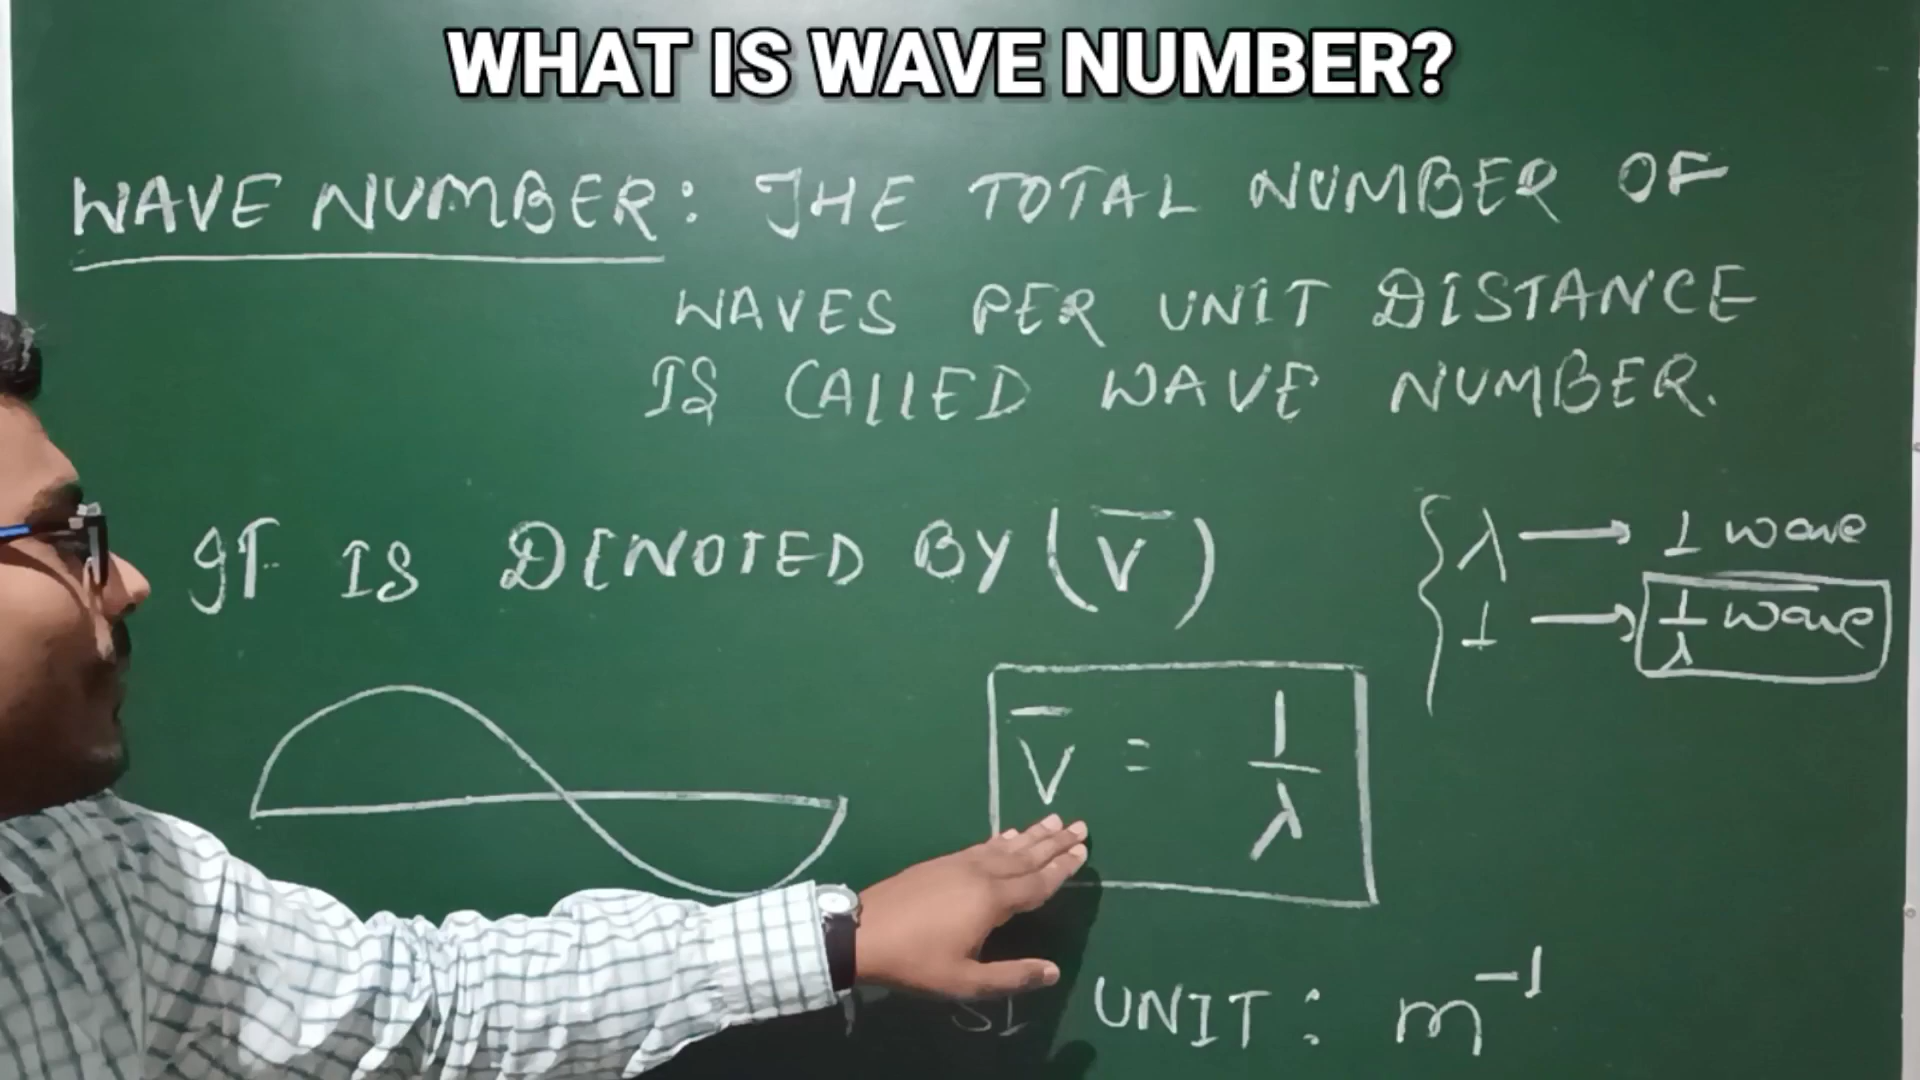 WHAT IS WAVE NUMBER?
WAVE NUMBER: THE TOTAL NUMBER OF
WAVES PER UNIT DISTANCE
IS CALLED WAVE NUMBER.
IT IS DENOTED BY (V̅)
λ → 1 wave
1 → 1/λ wave
V̅ = 1/λ
SI UNIT : m⁻¹